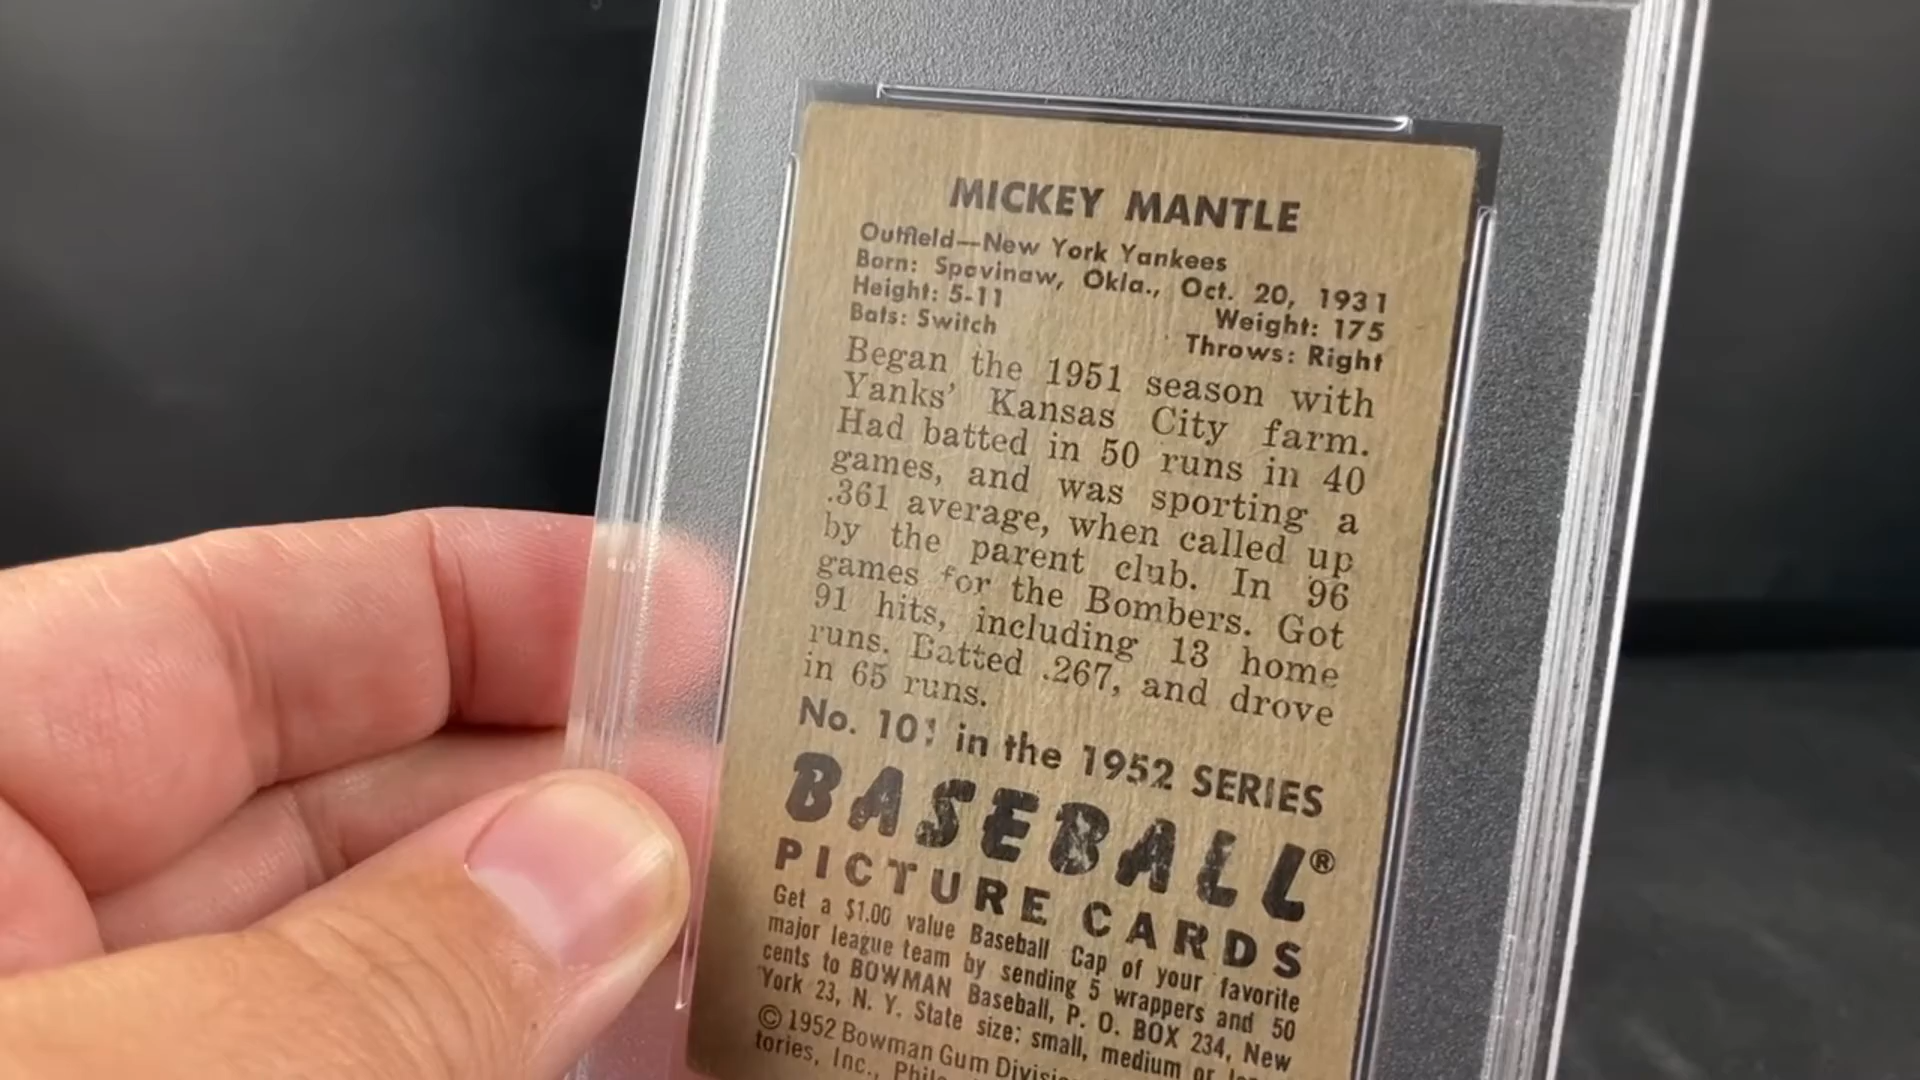 MICKEY MANTLE
Outfield—New York Yankees
Born: Spavinaw, Okla., Oct. 20, 1931
Height: 5-11 Weight: 175
Bats: Switch Throws: Right
Began the 1951 season with
Yanks' Kansas City farm.
Had batted in 50 runs in 40
games, and was sporting a
.361 average, when called up
by the parent club. In 96
games for the Bombers. Got
91 hits, including 13 home
runs. Batted .267, and drove
in 65 runs.
No. 101 in the 1952 SERIES
BASEBALL®
PICTURE CARDS
Get a $1.00 value Baseball Cap of your favorite
major league team by sending 5 wrappers and 50
cents to BOWMAN Baseball, P. O. BOX 234, New
York 23, N. Y. State size: small, medium or
© 1952 Bowman Gum
tories, Inc.,